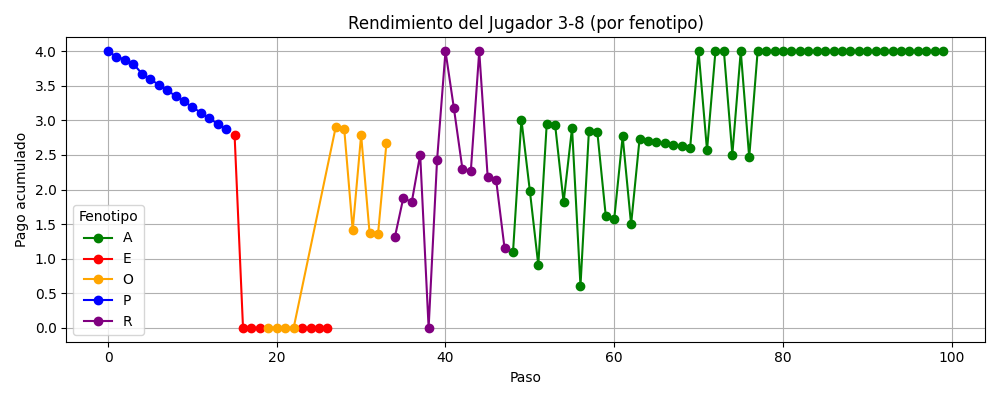 Rendimiento del Jugador 3-8 (por fenotipo)
Pago acumulado
4.0
3.5
3.0
2.5
2.0
1.5
1.0
0.5
0.0
Fenotipo
A
E
O
P
R
0 20 40 60 80 100
Paso